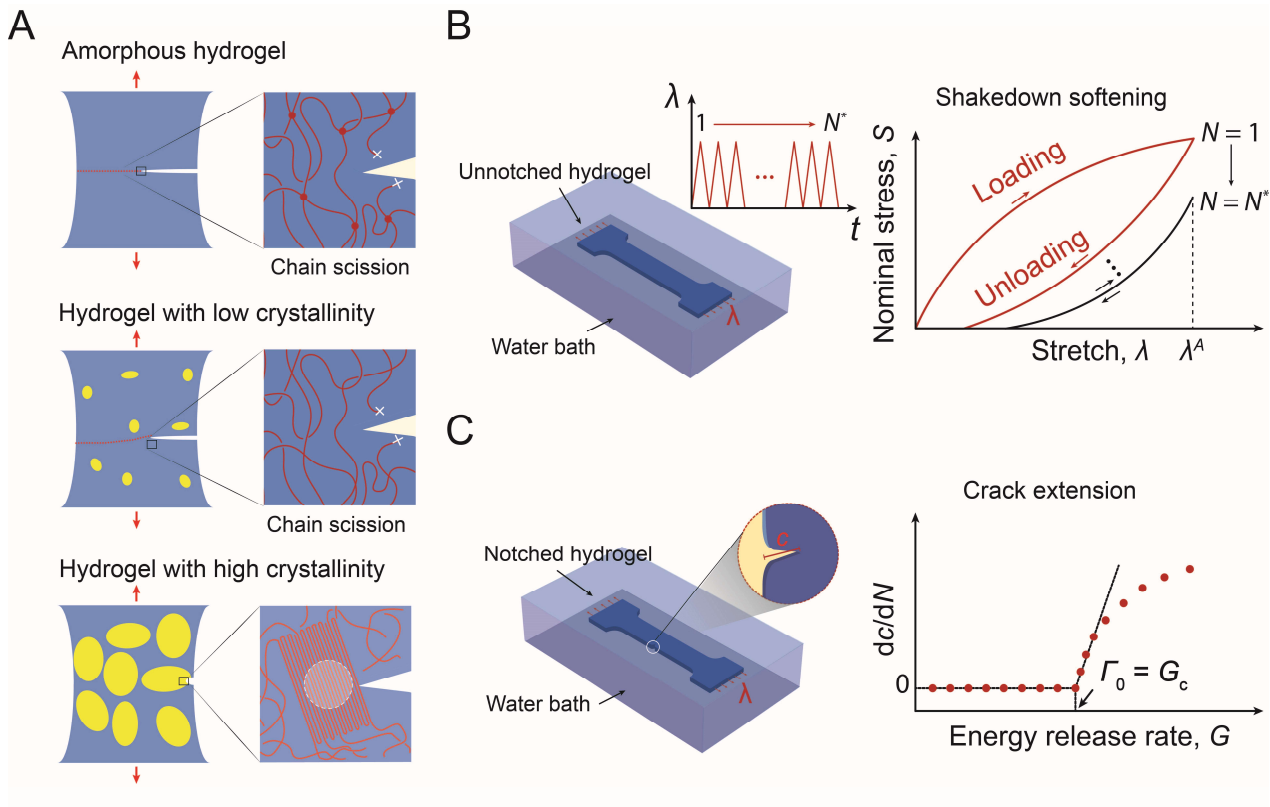 A
Amorphous hydrogel
Chain scission
Hydrogel with low crystallinity
Chain scission
Hydrogel with high crystallinity
B
λ
1
N*
...
t
Unnotched hydrogel
λ
Water bath
Shakedown softening
Nominal stress, S
Loading
Unloading
N = 1
N = N*
Stretch, λ
λᴬ
C
c
Notched hydrogel
λ
Water bath
Crack extension
dc/dN
0
Γ₀ = G꜀
Energy release rate, G